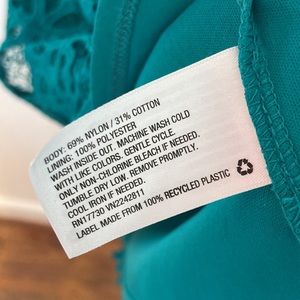 BODY: 69% NYLON / 31% COTTON
LINING: 100% POLYESTER
WASH INSIDE OUT. MACHINE WASH COLD
WITH LIKE COLORS. GENTLE CYCLE.
ONLY NON-CHLORINE BLEACH IF NEEDED.
TUMBLE DRY LOW. REMOVE PROMPTLY.
COOL IRON IF NEEDED.
RN17730 VN2242811
LABEL MADE FROM 100% RECYCLED PLASTIC